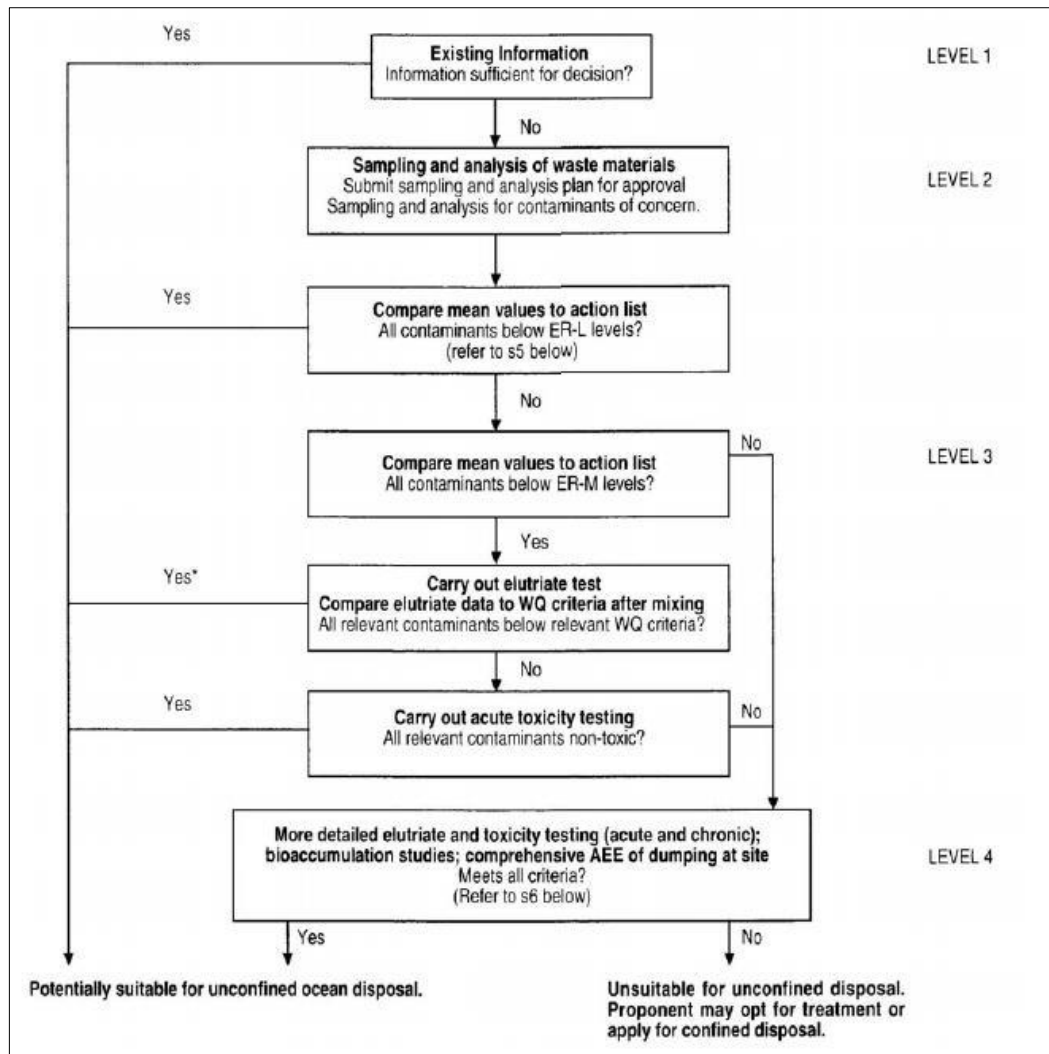 Yes
Existing Information
Information sufficient for decision?
LEVEL 1
No
Sampling and analysis of waste materials
Submit sampling and analysis plan for approval
Sampling and analysis for contaminants of concern.
LEVEL 2
Yes
Compare mean values to action list
All contaminants below ER-L levels?
(refer to s5 below)
No
Compare mean values to action list
All contaminants below ER-M levels?
No
LEVEL 3
Yes
Yes*
Carry out elutriate test
Compare elutriate data to WQ criteria after mixing
All relevant contaminants below relevant WQ criteria?
No
Yes
Carry out acute toxicity testing
All relevant contaminants non-toxic?
No
More detailed elutriate and toxicity testing (acute and chronic);
bioaccumulation studies; comprehensive AEE of dumping at site
Meets all criteria?
(Refer to s6 below)
LEVEL 4
Yes
No
Potentially suitable for unconfined ocean disposal.
Unsuitable for unconfined disposal.
Proponent may opt for treatment or
apply for confined disposal.